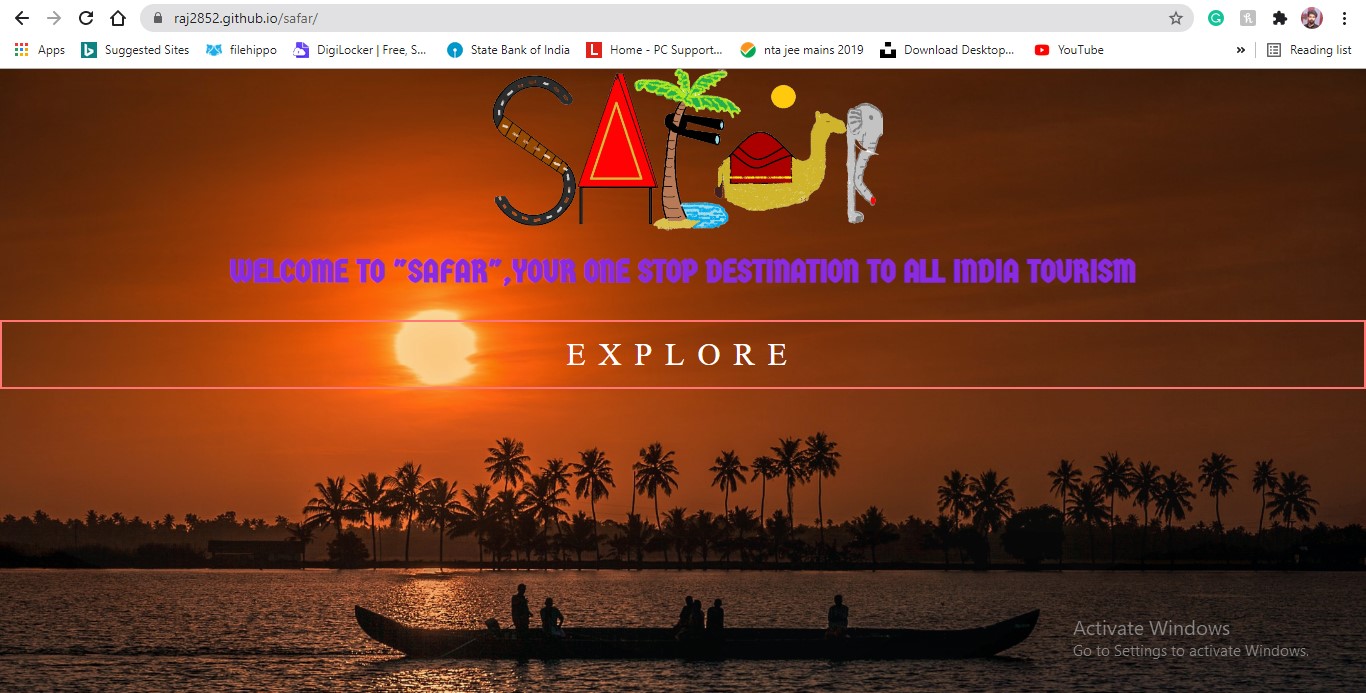 raj2852.github.io/safar/
Apps Suggested Sites filehippo DigiLocker | Free, S... State Bank of India Home - PC Support... nta jee mains 2019 Download Desktop... YouTube » Reading list
SAFaR
WELCOME TO "SAFAR",YOUR ONE STOP DESTINATION TO ALL INDIA TOURISM
EXPLORE
Activate Windows
Go to Settings to activate Windows.